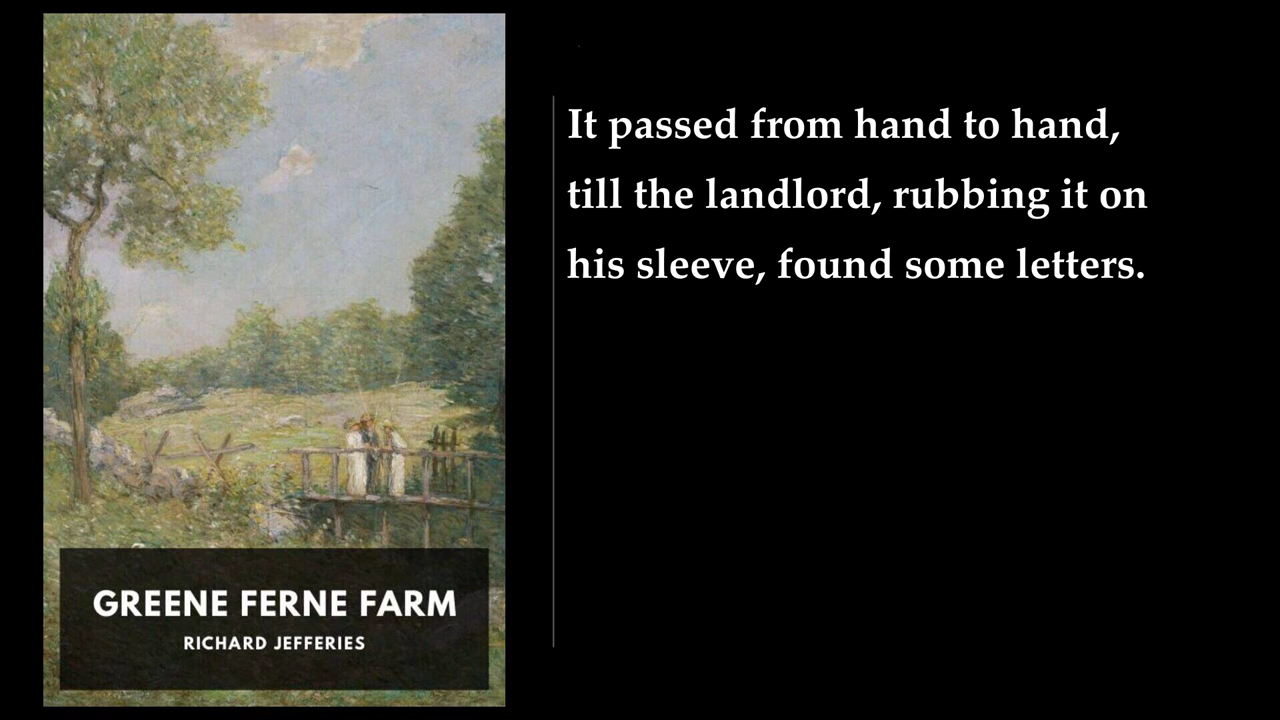 It passed from hand to hand,
till the landlord, rubbing it on
his sleeve, found some letters.
GREENE FERNE FARM
RICHARD JEFFERIES